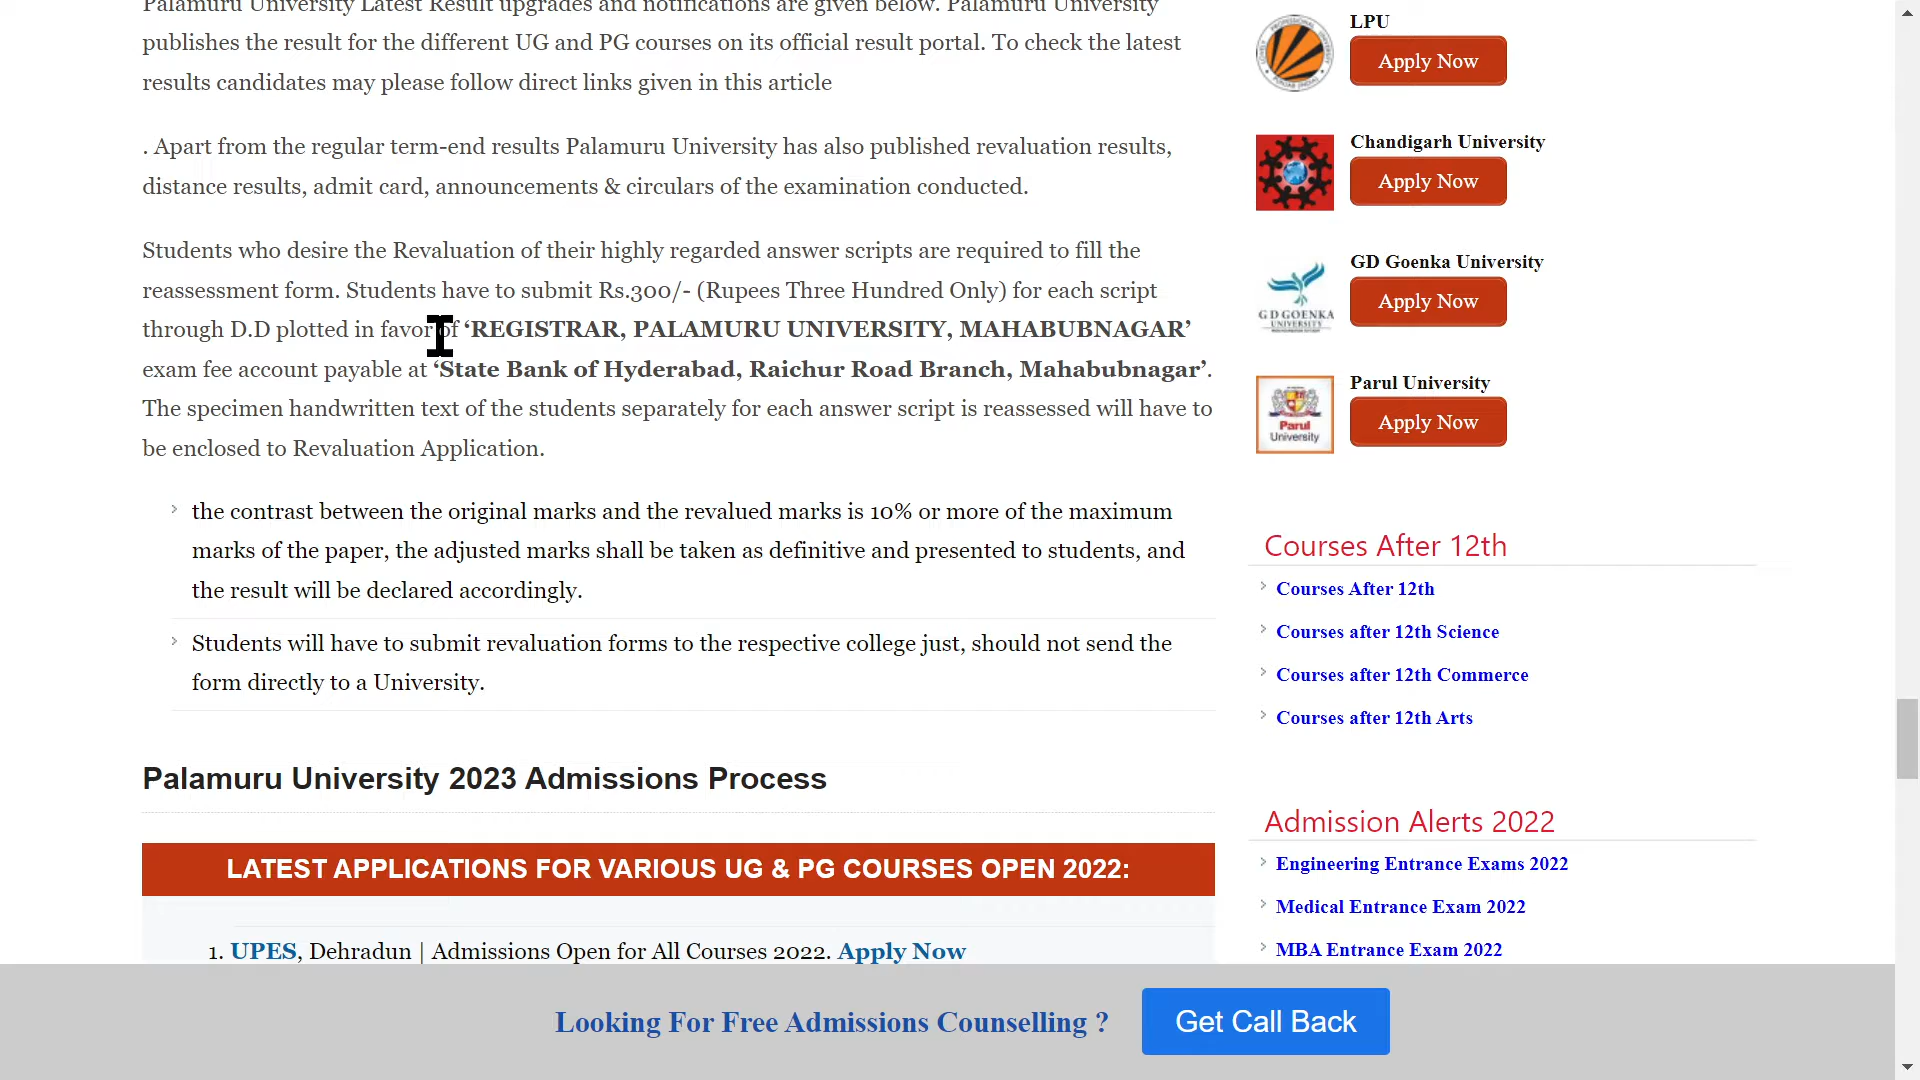 Palamuru University Latest Result upgrades and notifications are given below. Palamuru University
publishes the result for the different UG and PG courses on its official result portal. To check the latest
results candidates may please follow direct links given in this article
. Apart from the regular term-end results Palamuru University has also published revaluation results,
distance results, admit card, announcements & circulars of the examination conducted.
Students who desire the Revaluation of their highly regarded answer scripts are required to fill the
reassessment form. Students have to submit Rs.300/- (Rupees Three Hundred Only) for each script
through D.D plotted in favor of ‘REGISTRAR, PALAMURU UNIVERSITY, MAHABUBNAGAR’
exam fee account payable at ‘State Bank of Hyderabad, Raichur Road Branch, Mahabubnagar’.
The specimen handwritten text of the students separately for each answer script is reassessed will have to
be enclosed to Revaluation Application.
the contrast between the original marks and the revalued marks is 10% or more of the maximum
marks of the paper, the adjusted marks shall be taken as definitive and presented to students, and
the result will be declared accordingly.
Students will have to submit revaluation forms to the respective college just, should not send the
form directly to a University.
Palamuru University 2023 Admissions Process
LATEST APPLICATIONS FOR VARIOUS UG & PG COURSES OPEN 2022:
1. UPES, Dehradun | Admissions Open for All Courses 2022. Apply Now
LPU
Apply Now
Chandigarh University
Apply Now
GD Goenka University
G D GOENKA
UNIVERSITY
Apply Now
Parul University
Parul
University
Apply Now
Courses After 12th
Courses After 12th
Courses after 12th Science
Courses after 12th Commerce
Courses after 12th Arts
Admission Alerts 2022
Engineering Entrance Exams 2022
Medical Entrance Exam 2022
MBA Entrance Exam 2022
Looking For Free Admissions Counselling ?
Get Call Back